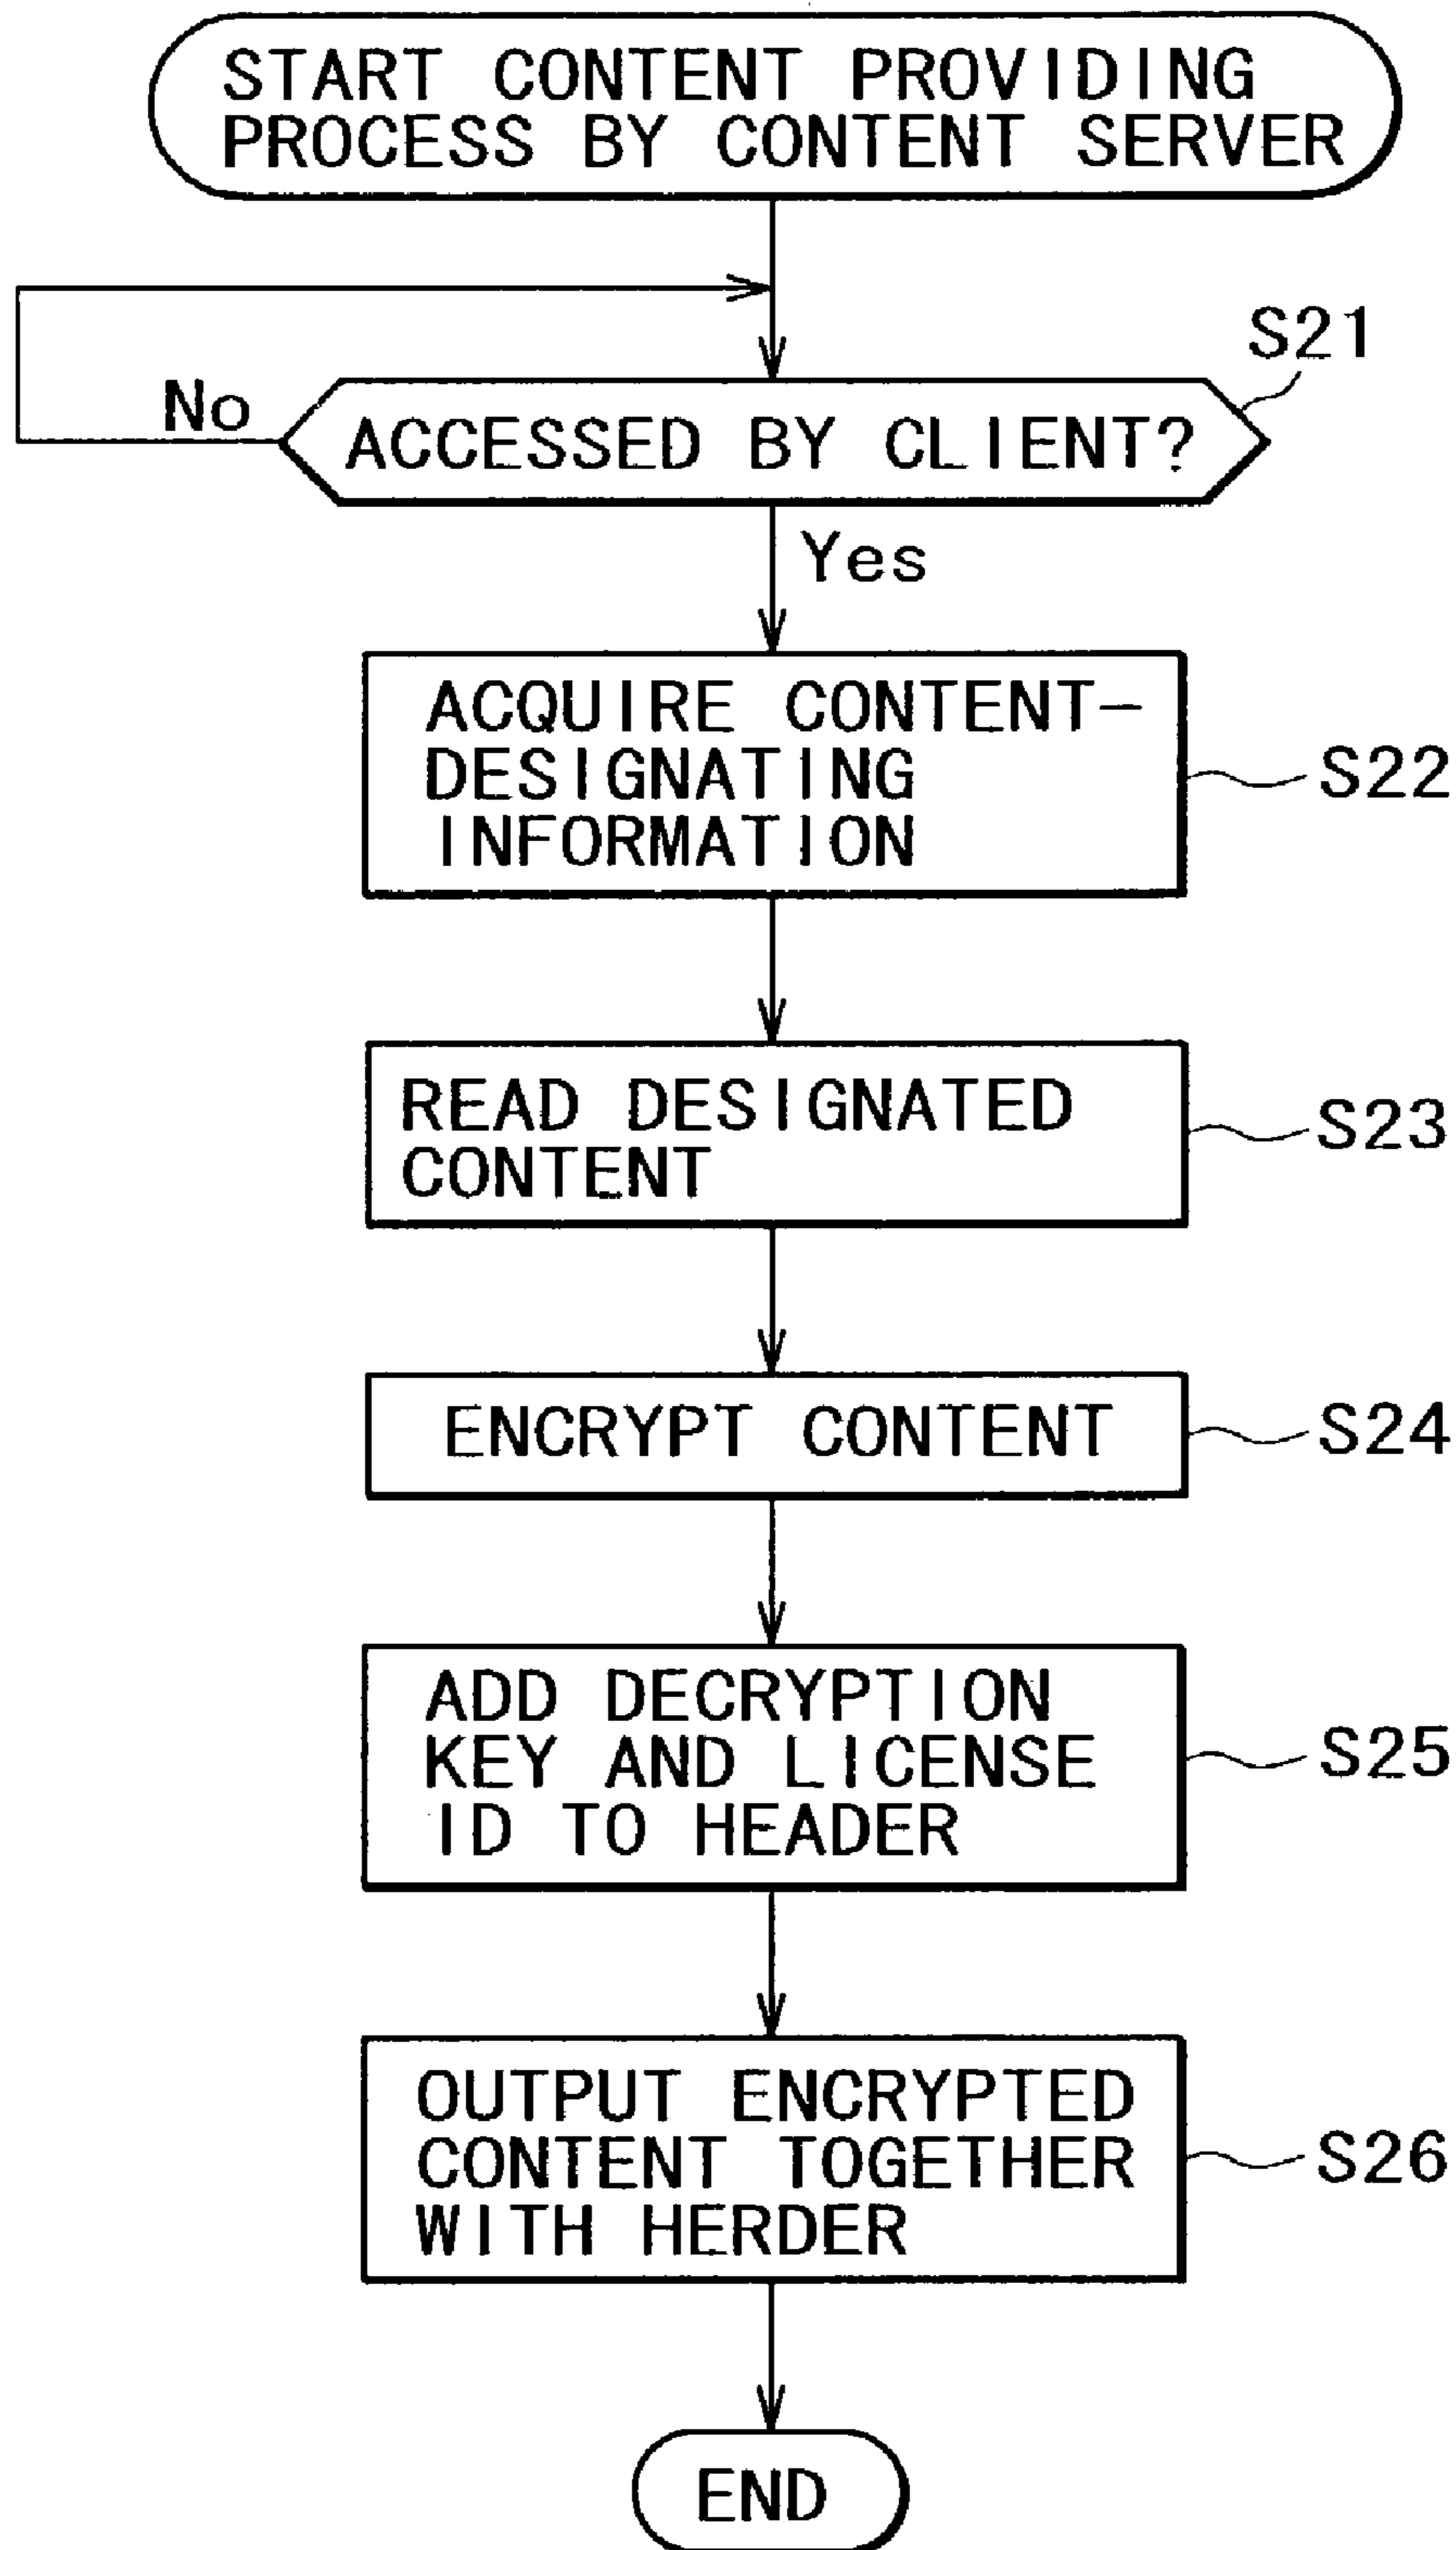 START CONTENT PROVIDING
PROCESS BY CONTENT SERVER
S21
No
ACCESSED BY CLIENT?
Yes
ACQUIRE CONTENT-
DESIGNATING
INFORMATION
S22
READ DESIGNATED
CONTENT
S23
ENCRYPT CONTENT
S24
ADD DECRYPTION
KEY AND LICENSE
ID TO HEADER
S25
OUTPUT ENCRYPTED
CONTENT TOGETHER
WITH HERDER
S26
END